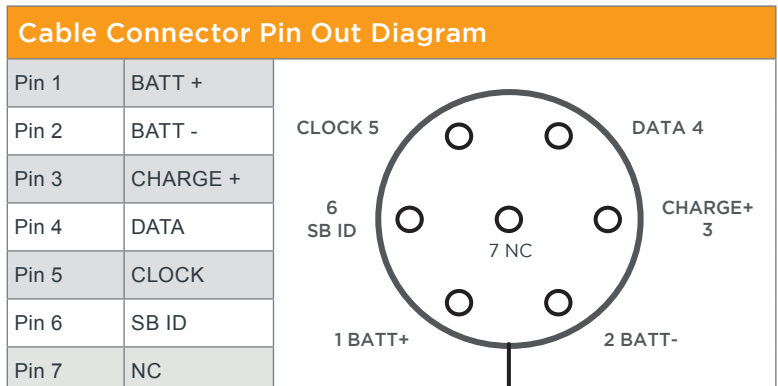 Cable Connector Pin Out Diagram
Pin 1 BATT +
Pin 2 BATT -
Pin 3 CHARGE +
Pin 4 DATA
Pin 5 CLOCK
Pin 6 SB ID
Pin 7 NC
CLOCK 5
DATA 4
6
SB ID
7 NC
CHARGE+
3
1 BATT+
2 BATT-